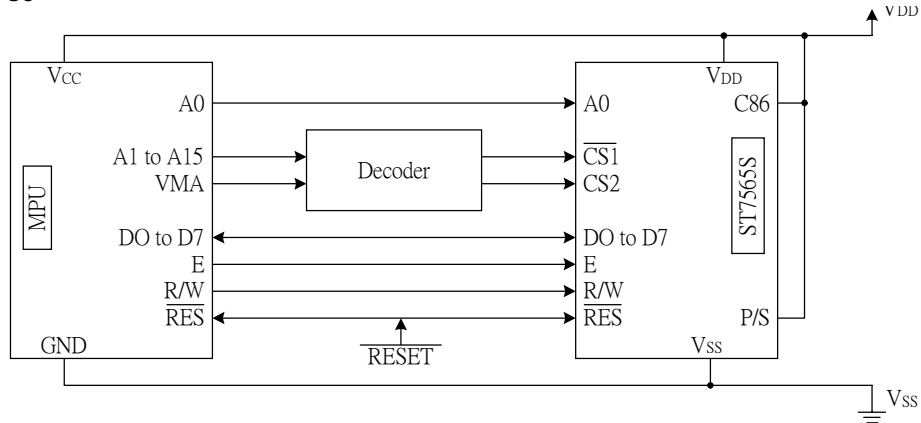 VDD
VCC
VDD
A0
A0
C86
A1 to A15
CS1
Decoder
VMA
CS2
MPU
ST7565S
DO to D7
DO to D7
E
E
R/W
R/W
RES
RES
P/S
RESET
GND
VSS
VSS